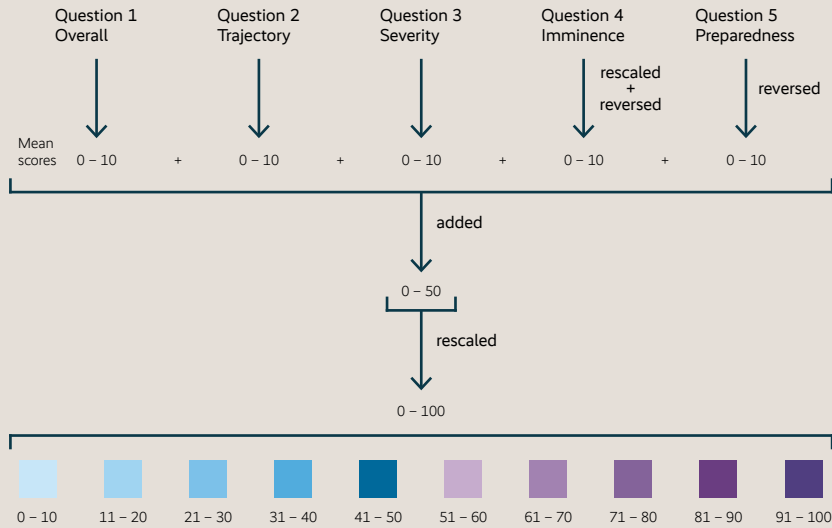 Question 1 Question 2 Question 3 Question 4 Question 5
Overall Trajectory Severity Imminence Preparedness
rescaled
+
reversed
reversed
Mean
scores 0 – 10 + 0 – 10 + 0 – 10 + 0 – 10 + 0 – 10
added
0 – 50
rescaled
0 – 100
0 – 10 11 – 20 21 – 30 31 – 40 41 – 50 51 – 60 61 – 70 71 – 80 81 – 90 91 – 100